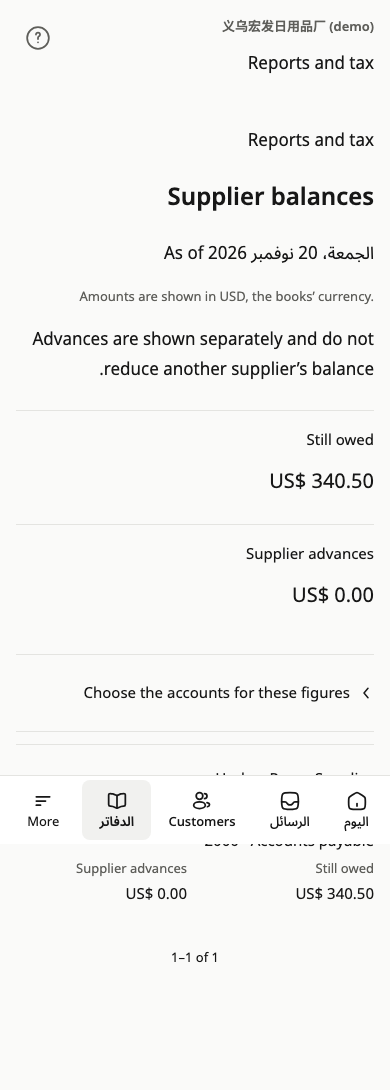 义乌宏发日用品厂 (demo)
Reports and tax
Reports and tax
Supplier balances
As of الجمعة، 20 نوفمبر 2026
Amounts are shown in USD, the books’ currency.
Advances are shown separately and do not
reduce another supplier’s balance.
Still owed
US$ 340.50
Supplier advances
US$ 0.00
Choose the accounts for these figures
اليوم
الرسائل
Customers
الدفاتر
More
Accounts payable
Still owed
Supplier advances
US$ 340.50
US$ 0.00
1–1 of 1